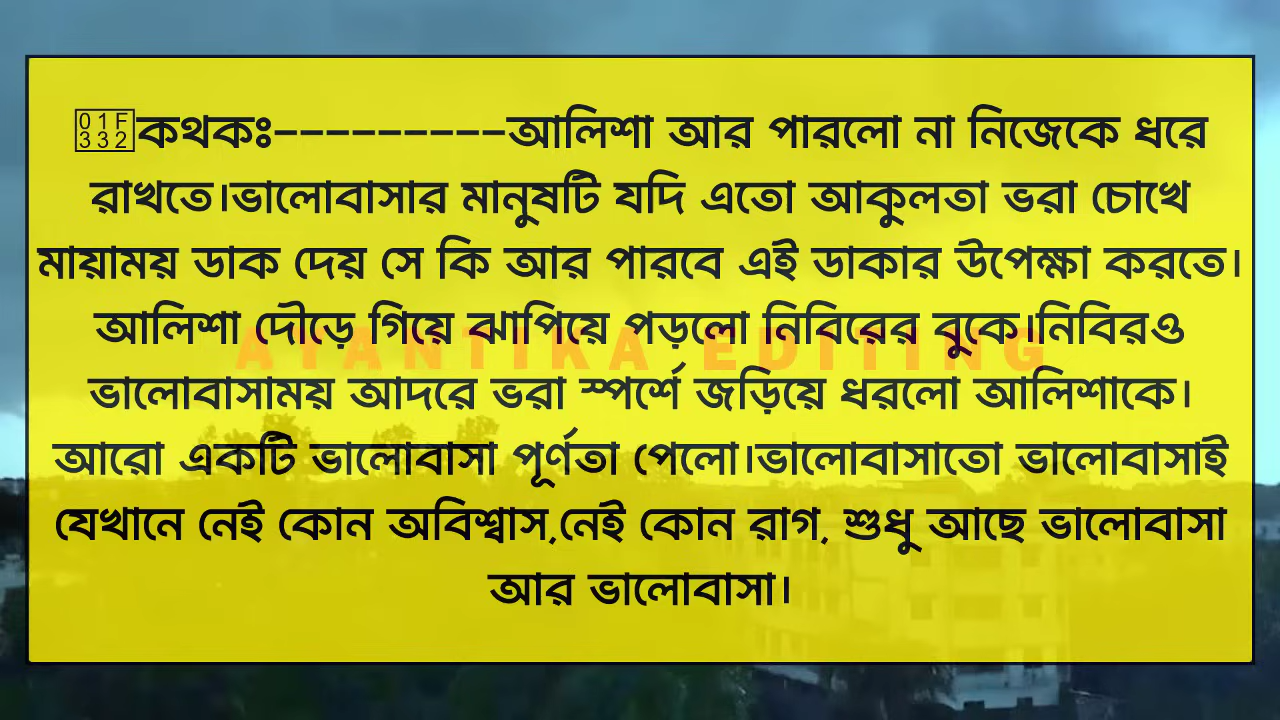 কথকঃ---------আলিশা আর পারলো না নিজেকে ধরে
রাখতে।ভালোবাসার মানুষটি যদি এতো আকুলতা ভরা চোখে
মায়াময় ডাক দেয় সে কি আর পারবে এই ডাকার উপেক্ষা করতে।
আলিশা দৌড়ে গিয়ে ঝাপিয়ে পড়লো নিবিরের বুকে।নিবিরও
AYANTIKA EDITING
ভালোবাসাময় আদরে ভরা স্পর্শে জড়িয়ে ধরলো আলিশাকে।
আরো একটি ভালোবাসা পূর্ণতা পেলো।ভালোবাসাতো ভালোবাসাই
যেখানে নেই কোন অবিশ্বাস,নেই কোন রাগ, শুধু আছে ভালোবাসা
আর ভালোবাসা।